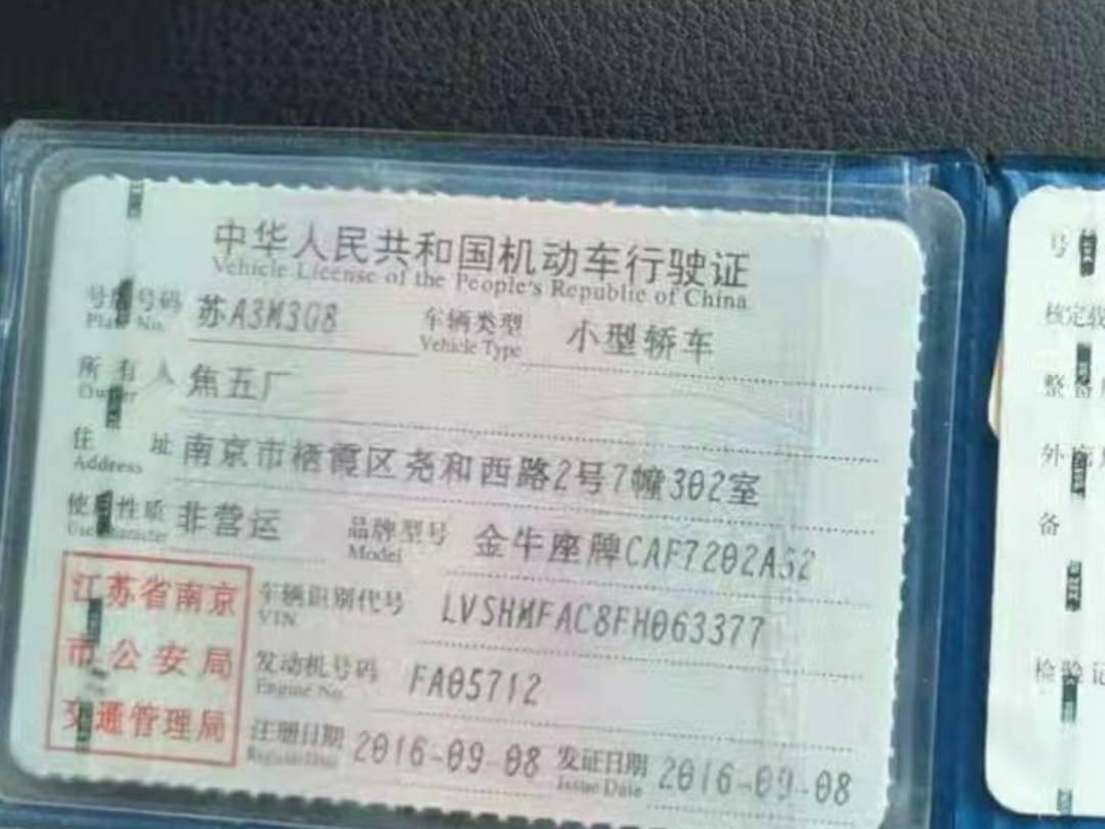 中华人民共和国机动车行驶证
Vehicle License of the People's Republic of China
号牌号码 苏A3M3G8 车辆类型 小型轿车
Plate No. Vehicle Type
所有人 焦五厂
Owner
住址 南京市栖霞区尧和西路2号7幢302室
Address
使用性质 非营运 品牌型号 金牛座牌CAF7202AS2
Use Character Model
江苏省南京
市公安局
交通管理局
车辆识别代号 LVSHMFAC8FH063377
VIN
发动机号码 FA05712
Engine No.
注册日期 2016-09-08 发证日期 2016-09-08
Register Date Issue Date
号
核定载
整备
外廓
备
检验记